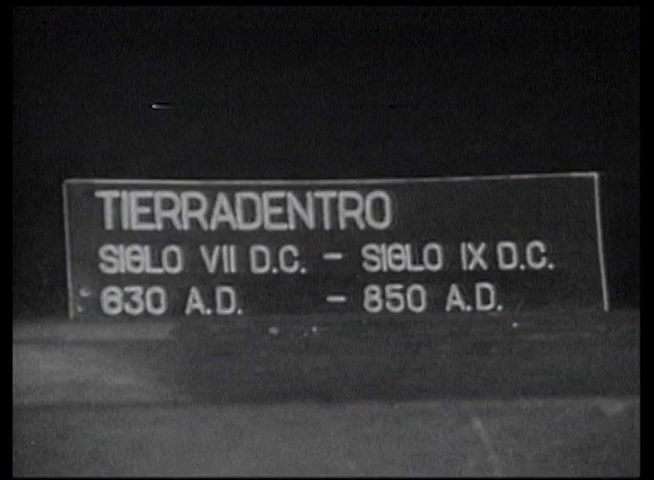 TIERRADENTRO
SIGLO VII D.C. - SIGLO IX D.C.
630 A.D. - 850 A.D.